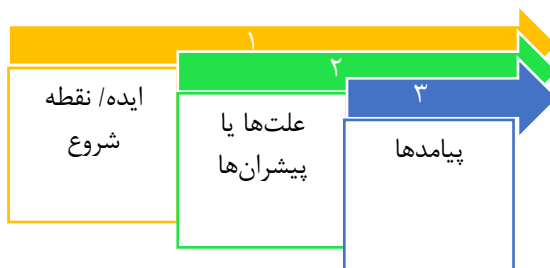 ۱
ایده/ نقطه
شروع
۲
علت‌ها یا
پیشران‌ها
۳
پیامدها